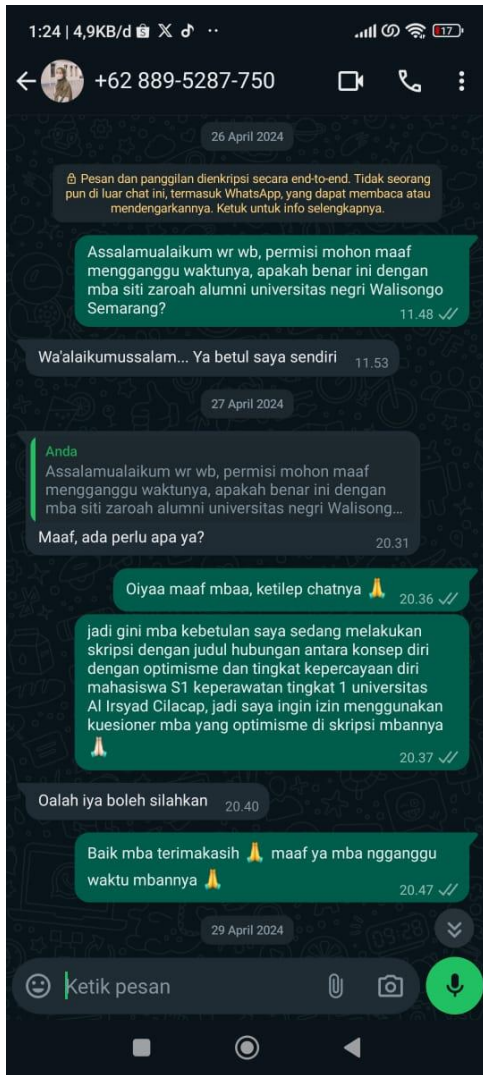 1:24 | 4,9KB/d
17
+62 889-5287-750
26 April 2024
Pesan dan panggilan dienkripsi secara end-to-end. Tidak seorang
pun di luar chat ini, termasuk WhatsApp, yang dapat membaca atau
mendengarkannya. Ketuk untuk info selengkapnya.
Assalamualaikum wr wb, permisi mohon maaf
mengganggu waktunya, apakah benar ini dengan
mba siti zaroah alumni universitas negri Walisongo
Semarang?
11.48
Wa'alaikumussalam... Ya betul saya sendiri 11.53
27 April 2024
Anda
Assalamualaikum wr wb, permisi mohon maaf
mengganggu waktunya, apakah benar ini dengan
mba siti zaroah alumni universitas negri Walisong...
Maaf, ada perlu apa ya?
20.31
Oiyaa maaf mbaa, ketilep chatnya 🙏 20.36
jadi gini mba kebetulan saya sedang melakukan
skripsi dengan judul hubungan antara konsep diri
dengan optimisme dan tingkat kepercayaan diri
mahasiswa S1 keperawatan tingkat 1 universitas
Al Irsyad Cilacap, jadi saya ingin izin menggunakan
kuesioner mba yang optimisme di skripsi mbannya
🙏
20.37
Oalah iya boleh silahkan 20.40
Baik mba terimakasih 🙏 maaf ya mba ngganggu
waktu mbannya 🙏
20.47
29 April 2024
Ketik pesan